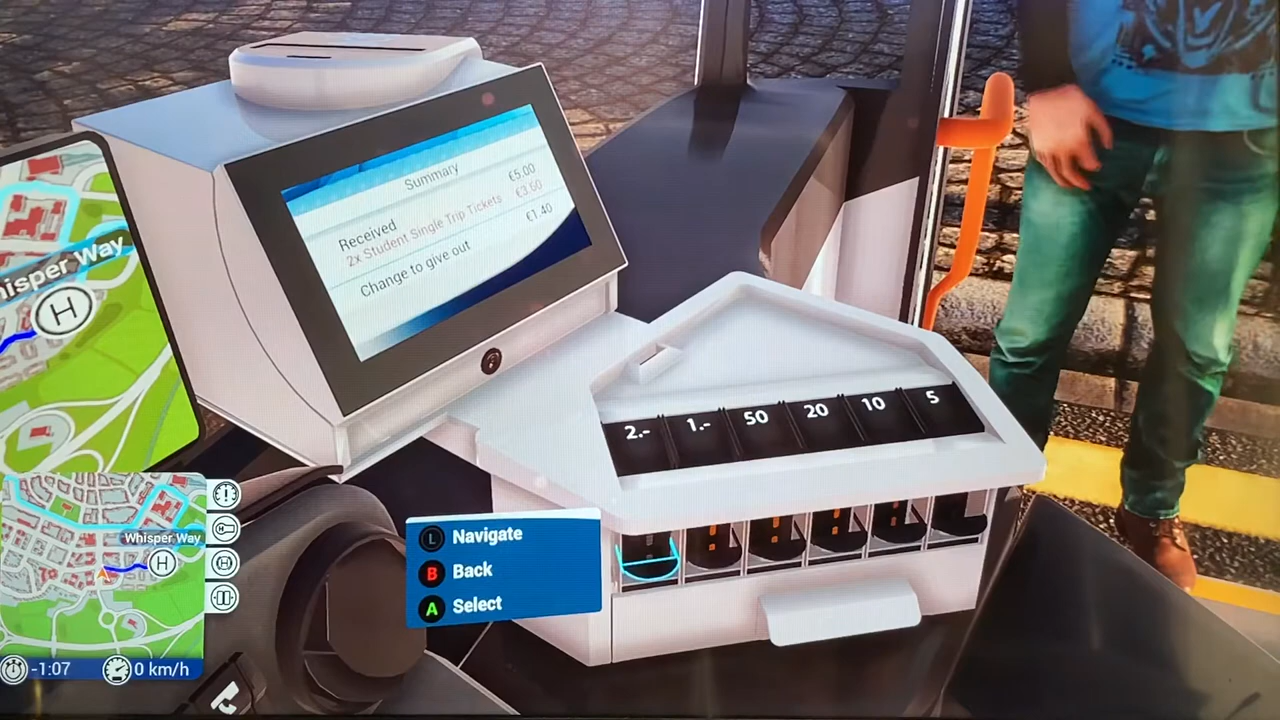 Summary
Received €5.00
2x Student Single Trip Tickets €3.60
Change to give out €1.40
2.- 1.- 50 20 10 5
Whisper Way
H
L Navigate
B Back
A Select
Whisper Way
H
-1:07 0 km/h